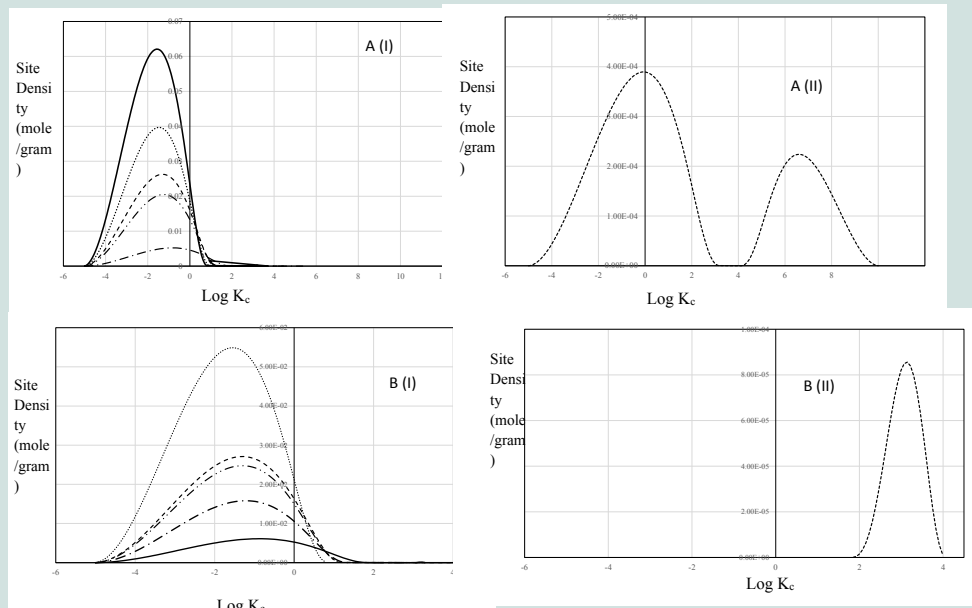 A (I)
Site
Densi
ty
(mole
/gram
)
0.07
0.06
0.05
0.04
0.03
0.02
0.01
0
-6
-4
-2
0
2
4
6
8
10
12
Log Kc
A (II)
Site
Densi
ty
(mole
/gram
)
5.00E-04
4.00E-04
3.00E-04
2.00E-04
1.00E-04
0.00E+00
-6
-4
-2
0
2
4
6
8
Log Kc
B (I)
Site
Densi
ty
(mole
/gram
)
6.00E-02
5.00E-02
4.00E-02
3.00E-02
2.00E-02
1.00E-02
0.00E+00
-6
-4
-2
0
2
4
Log Kc
B (II)
Site
Densi
ty
(mole
/gram
)
1.00E-04
8.00E-05
6.00E-05
4.00E-05
2.00E-05
0.00E+00
-6
-4
-2
0
2
4
Log Kc